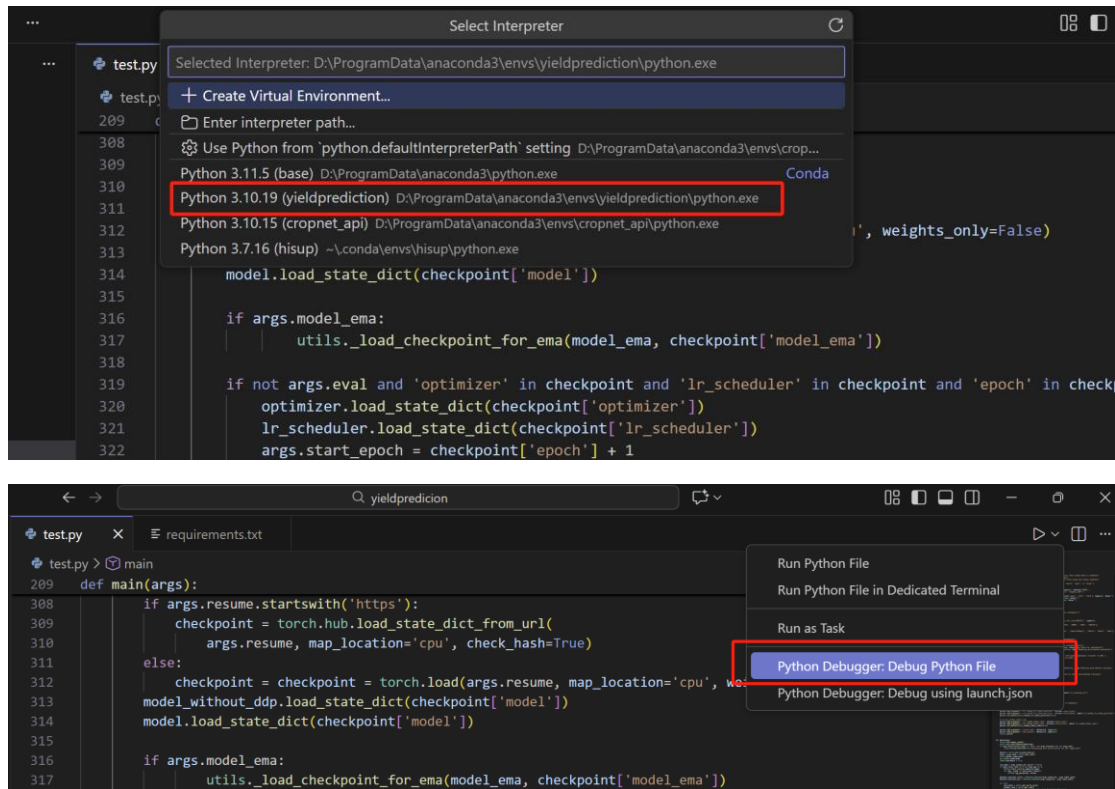 ···
Select Interpreter
···
test.py
Selected Interpreter: D:\ProgramData\anaconda3\envs\yieldprediction\python.exe
test.py
+ Create Virtual Environment...
209
Enter interpreter path...
308
Use Python from `python.defaultInterpreterPath` setting D:\ProgramData\anaconda3\envs\crop...
309
Python 3.11.5 (base) D:\ProgramData\anaconda3\python.exe Conda
310
Python 3.10.19 (yieldprediction) D:\ProgramData\anaconda3\envs\yieldprediction\python.exe
311
Python 3.10.15 (cropnet_api) D:\ProgramData\anaconda3\envs\cropnet_api\python.exe
312 ', weights_only=False)
Python 3.7.16 (hisup) ~\.conda\envs\hisup\python.exe
313
314 model.load_state_dict(checkpoint['model'])
315
316 if args.model_ema:
317 utils._load_checkpoint_for_ema(model_ema, checkpoint['model_ema'])
318
319 if not args.eval and 'optimizer' in checkpoint and 'lr_scheduler' in checkpoint and 'epoch' in check
320 optimizer.load_state_dict(checkpoint['optimizer'])
321 lr_scheduler.load_state_dict(checkpoint['lr_scheduler'])
322 args.start_epoch = checkpoint['epoch'] + 1
yieldpredicion
test.py requirements.txt
···
test.py > main
209 def main(args):
308 if args.resume.startswith('https'):
309 checkpoint = torch.hub.load_state_dict_from_url(
310 args.resume, map_location='cpu', check_hash=True)
311 else:
312 checkpoint = checkpoint = torch.load(args.resume, map_location='cpu',
313 model_without_ddp.load_state_dict(checkpoint['model'])
314 model.load_state_dict(checkpoint['model'])
315
316 if args.model_ema:
317 utils._load_checkpoint_for_ema(model_ema, checkpoint['model_ema'])
Run Python File
Run Python File in Dedicated Terminal
Run as Task
Python Debugger: Debug Python File
Python Debugger: Debug using launch.json